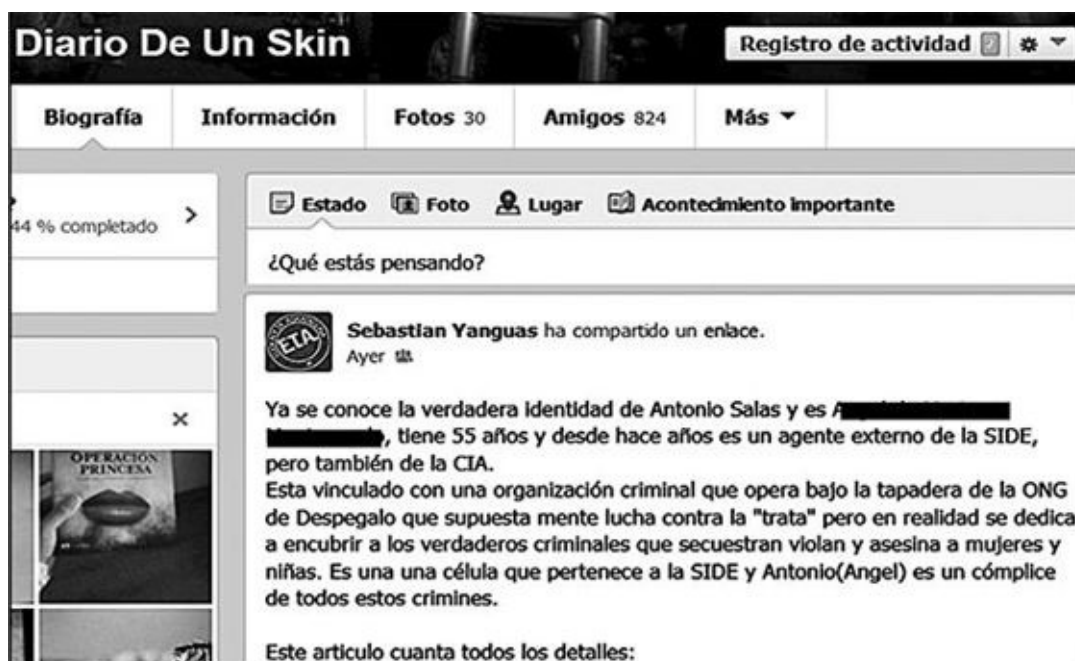 Diario De Un Skin
Registro de actividad
Biografía
Información
Fotos 30
Amigos 824
Más
44 % completado
Estado
Foto
Lugar
Acontecimiento importante
¿Qué estás pensando?
ETA
Sebastian Yanguas ha compartido un enlace.
Ayer
Ya se conoce la verdadera identidad de Antonio Salas y es
, tiene 55 años y desde hace años es un agente externo de la SIDE,
pero también de la CIA.
Esta vinculado con una organización criminal que opera bajo la tapadera de la ONG
de Despegalo que supuesta mente lucha contra la "trata" pero en realidad se dedica
a encubrir a los verdaderos criminales que secuestran violan y asesina a mujeres y
niñas. Es una una célula que pertenece a la SIDE y Antonio(Angel) es un cómplice
de todos estos crimines.
Este articulo cuanta todos los detalles:
OPERACIÓN
PRINCESA